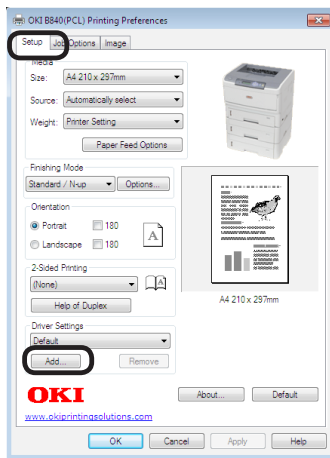 OKI B840(PCL) Printing Preferences
Setup Job Options Image
Media
Size: A4 210 x 297mm
Source: Automatically select
Weight: Printer Setting
Paper Feed Options
Finishing Mode
Standard / N-up Options...
Orientation
Portrait 180
Landscape 180
A
2-Sided Printing
(None)
Help of Duplex
A4 210 x 297mm
Driver Settings
Default
Add... Remove
OKI
About... Default
www.okiprintingsolutions.com
OK Cancel Apply Help